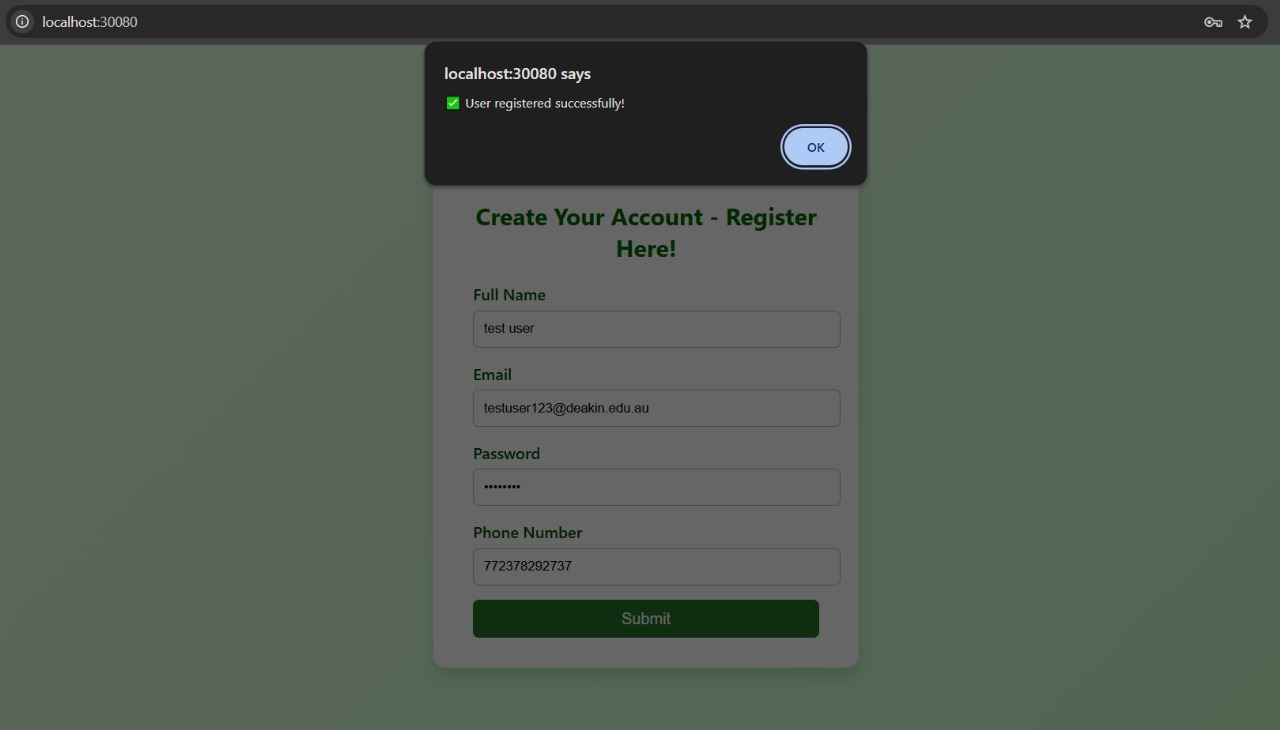 localhost:30080
localhost:30080 says
✅ User registered successfully!
OK
Create Your Account - Register
Here!
Full Name
test user
Email
testuser123@deakin.edu.au
Password
••••••••
Phone Number
772378292737
Submit